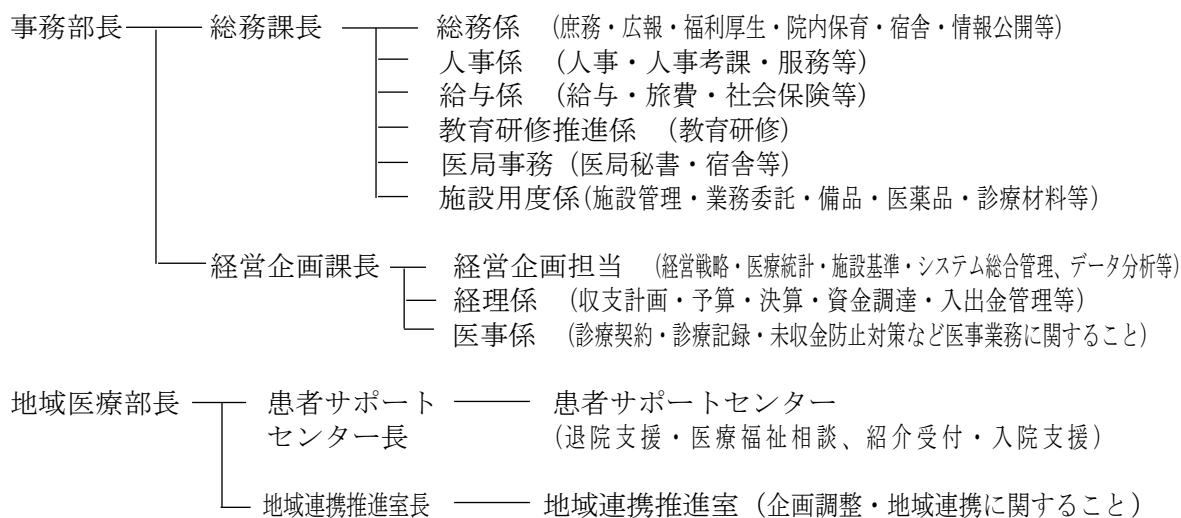 事務部長 総務課長 総務係 (庶務・広報・福利厚生・院内保育・宿舎・情報公開等)
人事係 (人事・人事考課・服務等)
給与係 (給与・旅費・社会保険等)
教育研修推進係 (教育研修)
医局事務 (医局秘書・宿舎等)
施設用度係(施設管理・業務委託・備品・医薬品・診療材料等)
経営企画課長 経営企画担当 (経営戦略・医療統計・施設基準・システム総合管理、データ分析等)
経理係 (収支計画・予算・決算・資金調達・入出金管理等)
医事係 (診療契約・診療記録・未収金防止対策など医事業務に関すること)
地域医療部長 患者サポート 患者サポートセンター
センター長 (退院支援・医療福祉相談、紹介受付・入院支援)
地域連携推進室長 地域連携推進室 (企画調整・地域連携に関すること)